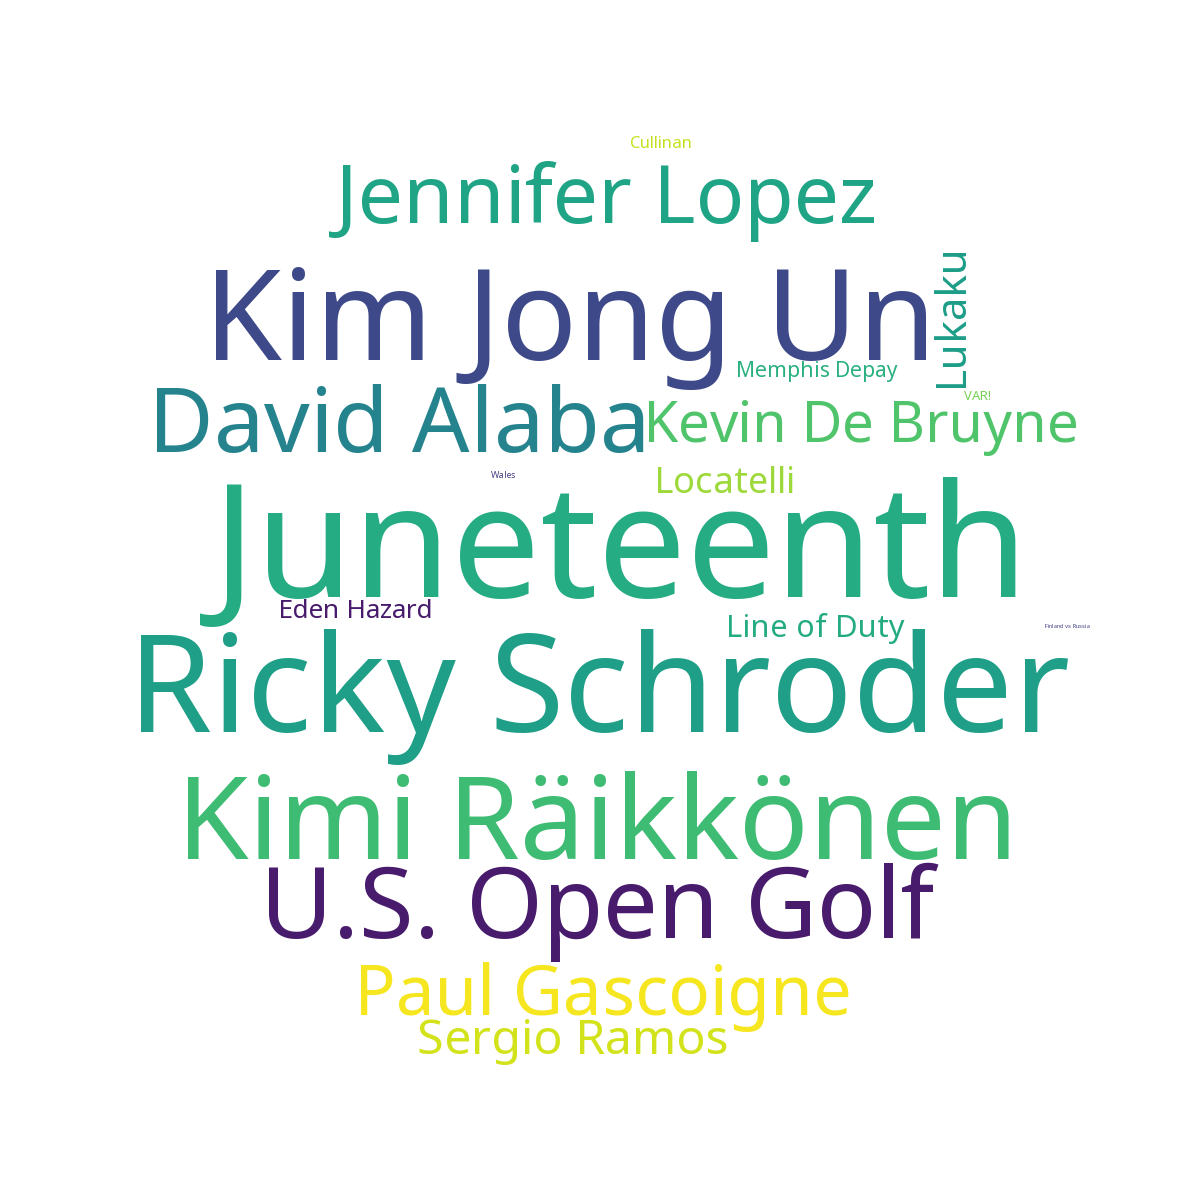 Cullinan
Jennifer Lopez
Kim Jong Un
Lukaku
Memphis Depay
David Alaba
VAR!
Kevin De Bruyne
Wales
Locatelli
Juneteenth
Eden Hazard
Line of Duty
Finland vs Russia
Ricky Schroder
Kimi Räikkönen
U.S. Open Golf
Paul Gascoigne
Sergio Ramos